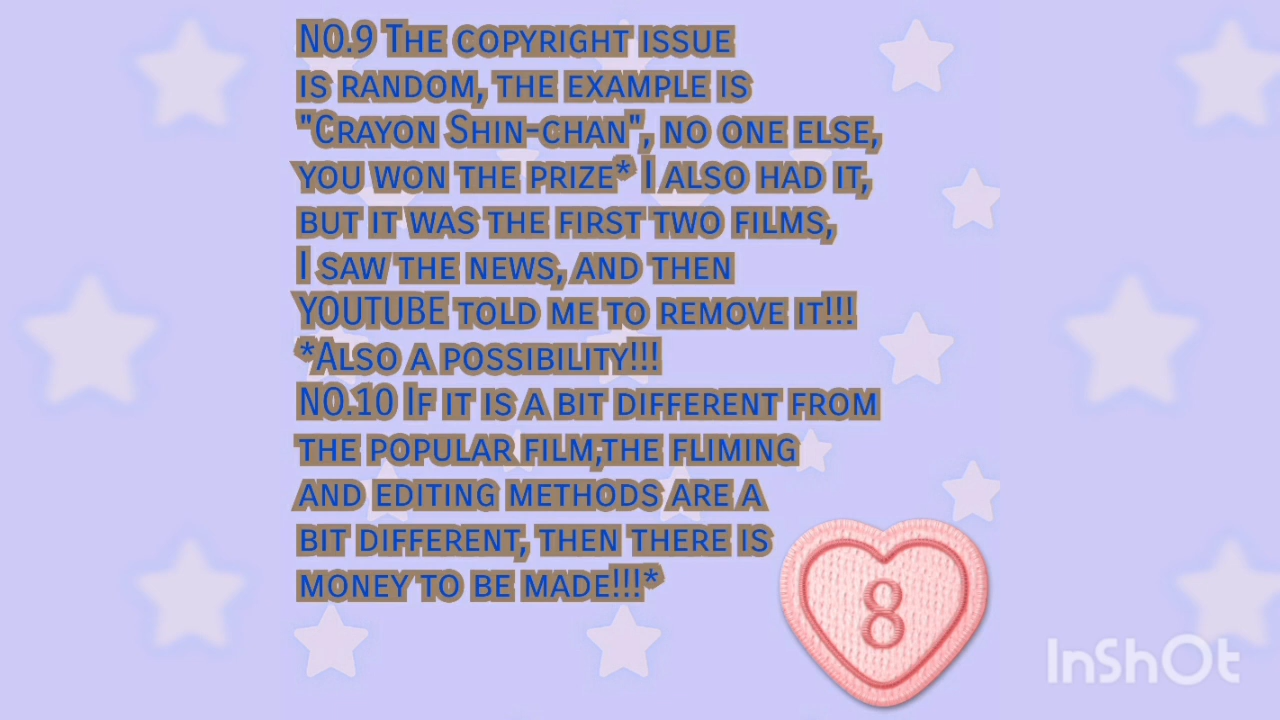 NO.9 The copyright issue
is random, the example is
"Crayon Shin-chan", no one else,
you won the prize* I also had it,
but it was the first two films,
I saw the news, and then
YOUTUBE told me to remove it!!!
*Also a possibility!!!
NO.10 If it is a bit different from
the popular film,the fliming
and editing methods are a
bit different, then there is
money to be made!!!*
8
InShOt